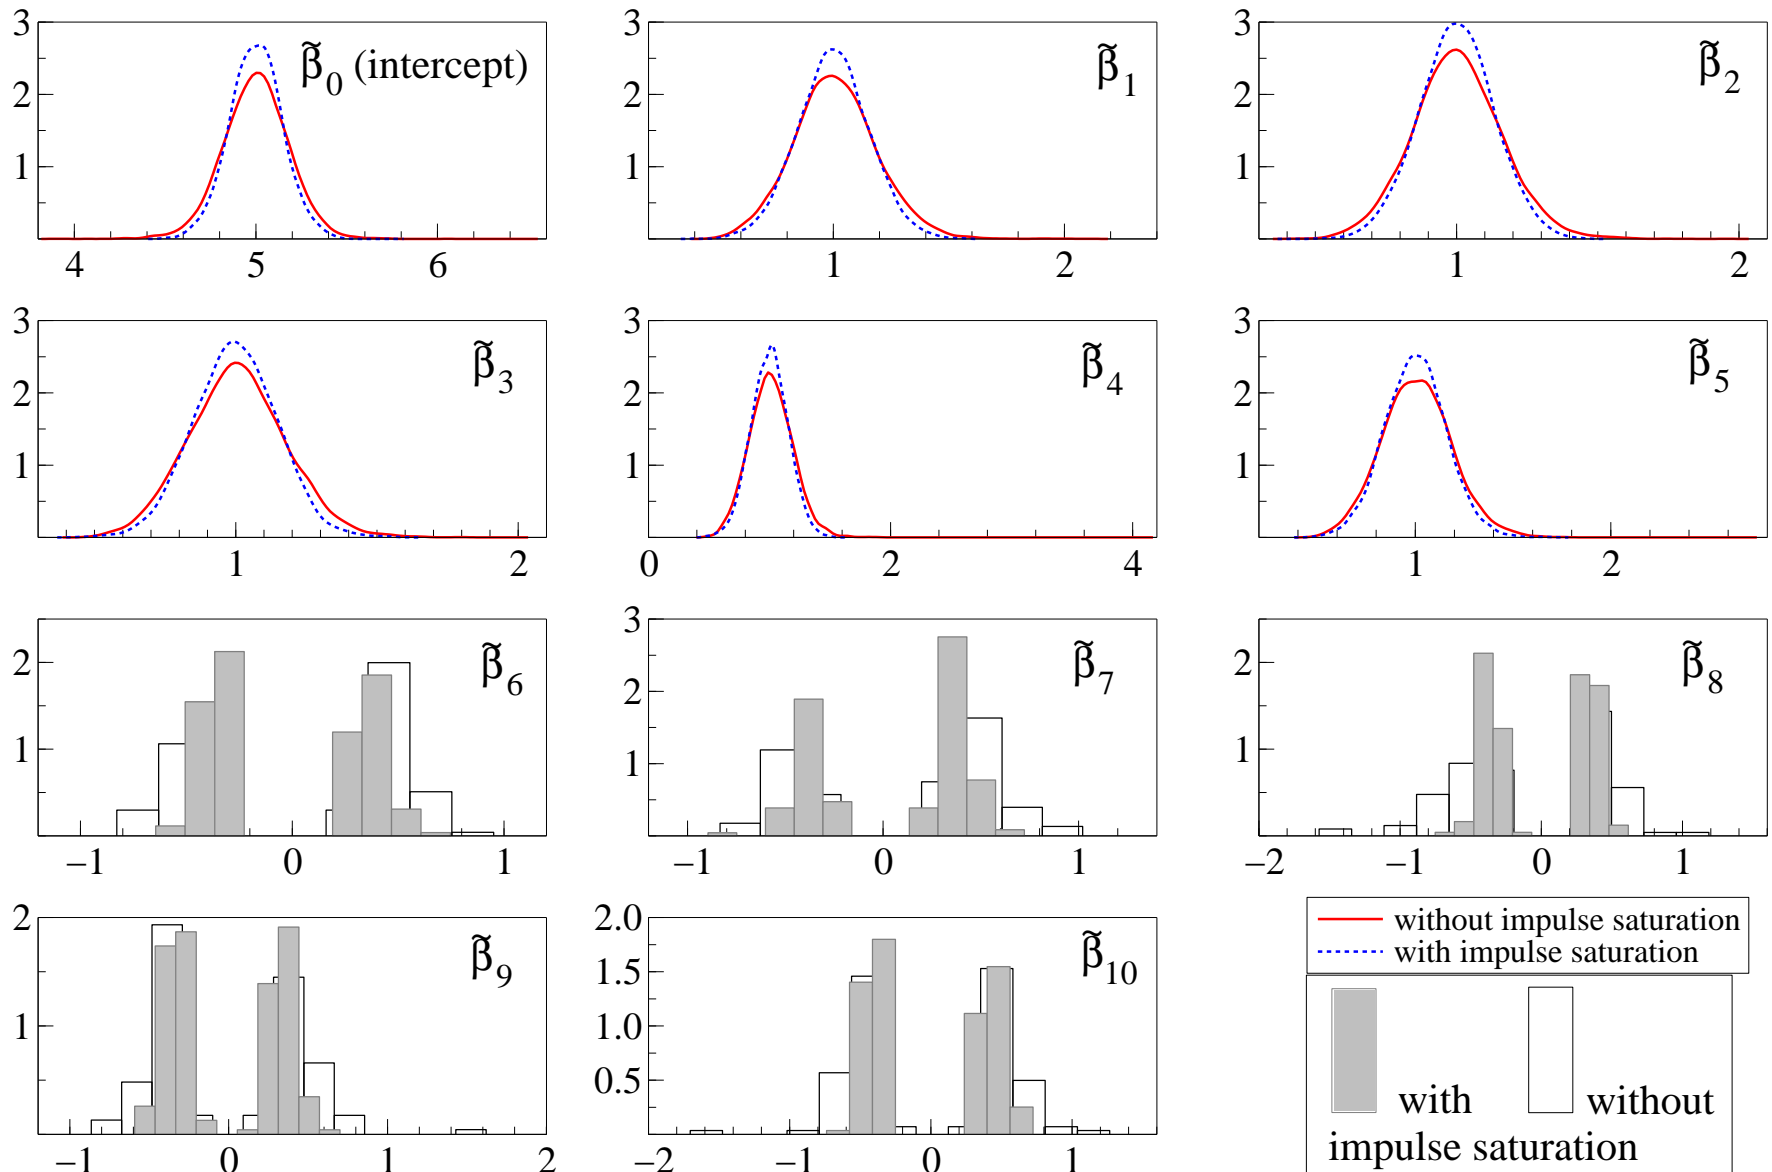 3 2 1 β̃0 (intercept) 4 5 6
3 2 1 β̃1 1 2
3 2 1 β̃2 1 2
3 2 1 β̃3 1 2
3 2 1 β̃4 0 2 4
3 2 1 β̃5 1 2
2 1 β̃6 −1 0 1
3 2 1 β̃7 −1 0 1
2 1 β̃8 −2 −1 0 1
2 1 β̃9 −1 0 1 2
2.0 1.5 1.0 0.5 β̃10 −2 −1 0 1
without impulse saturation
with impulse saturation
with without
impulse saturation